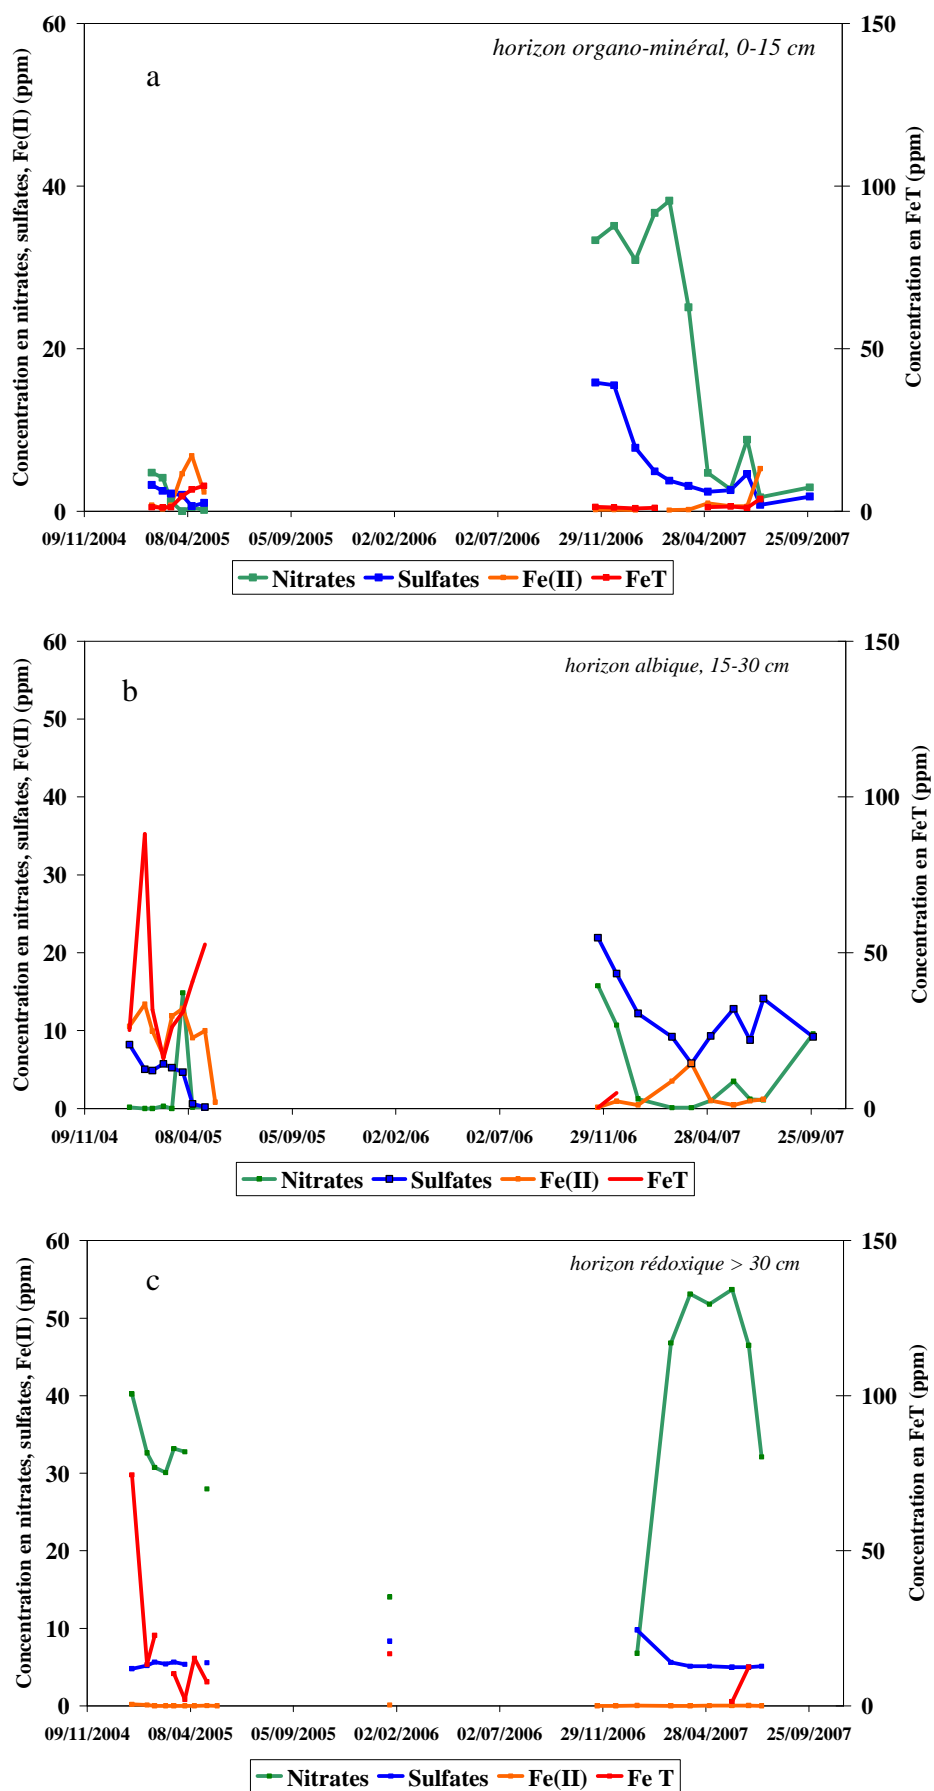 horizon organo-minéral, 0-15 cm
a
Concentration en nitrates, sulfates, Fe(II) (ppm)
60
40
20
0
150
100
50
0
Concentration en FeT (ppm)
09/11/2004 08/04/2005 05/09/2005 02/02/2006 02/07/2006 29/11/2006 28/04/2007 25/09/2007
Nitrates Sulfates Fe(II) FeT
horizon albique, 15-30 cm
b
Concentration en nitrates, sulfates, Fe(II) (ppm)
60
50
40
30
20
10
0
150
100
50
0
Concentration en FeT (ppm)
09/11/04 08/04/05 05/09/05 02/02/06 02/07/06 29/11/06 28/04/07 25/09/07
Nitrates Sulfates Fe(II) FeT
horizon rédoxique > 30 cm
c
Concentration en nitrates, sulfates, Fe(II) (ppm)
60
50
40
30
20
10
0
150
100
50
0
Concentration en FeT (ppm)
09/11/2004 08/04/2005 05/09/2005 02/02/2006 02/07/2006 29/11/2006 28/04/2007 25/09/2007
Nitrates Sulfates Fe(II) Fe T